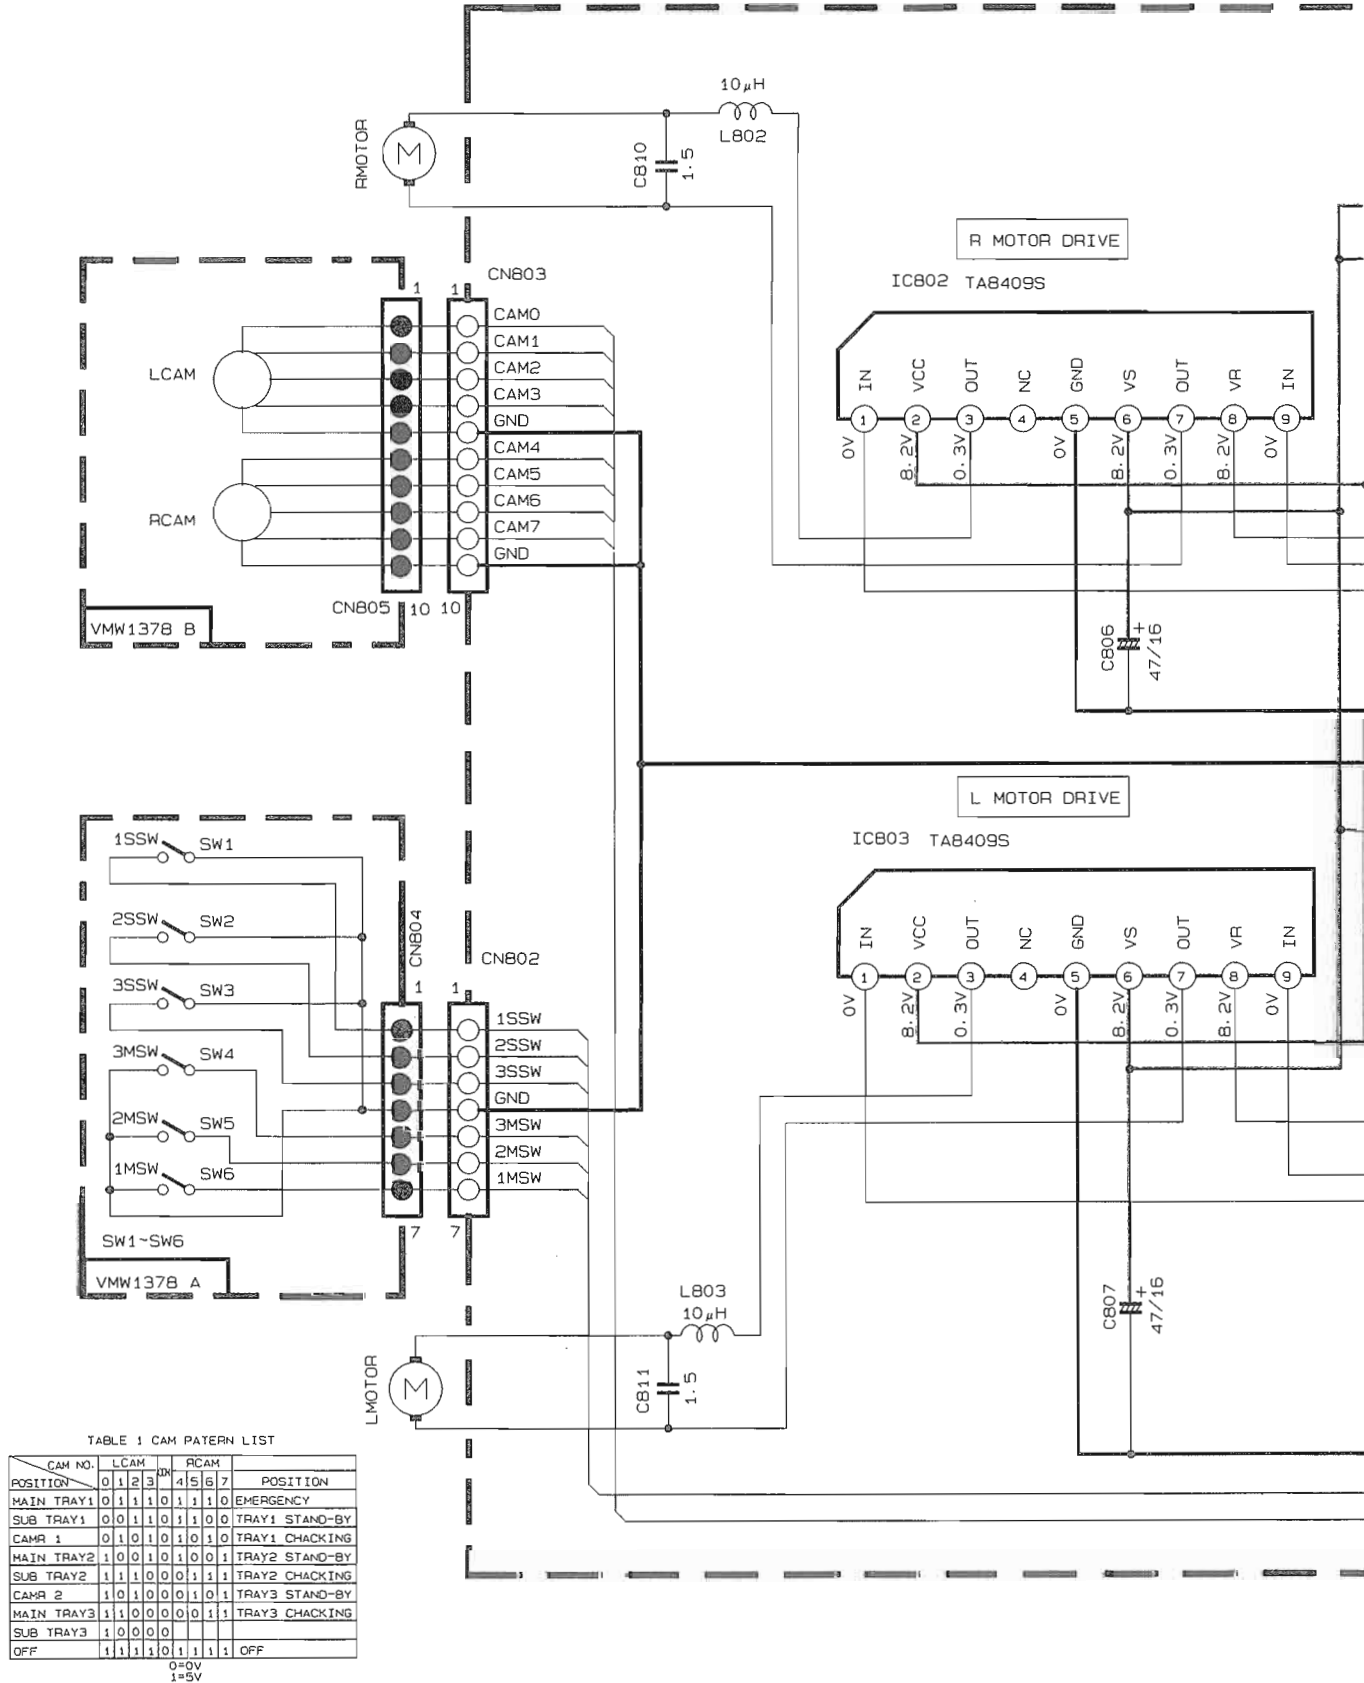 10μH
L802
RMOTOR
M
C810
1.5
R MOTOR DRIVE
IC802 TA8409S
IN VCC OUT NC GND VS OUT VR IN
1 2 3 4 5 6 7 8 9
0V 8.2V 0.3V 0V 8.2V 0.3V 8.2V 0V
C806
+
47/16
CN803
1 1
CAM0
CAM1
CAM2
CAM3
GND
CAM4
CAM5
CAM6
CAM7
GND
LCAM
RCAM
CN805 10 10
VMW1378 B
L MOTOR DRIVE
IC803 TA8409S
IN VCC OUT NC GND VS OUT VR IN
1 2 3 4 5 6 7 8 9
0V 8.2V 0.3V 0V 8.2V 0.3V 8.2V 0V
C807
+
47/16
1SSW SW1
2SSW SW2
3SSW SW3
3MSW SW4
2MSW SW5
1MSW SW6
CN804
CN802
1 1
1SSW
2SSW
3SSW
GND
3MSW
2MSW
1MSW
7 7
SW1~SW6
VMW1378 A
L803
10μH
LMOTOR
M
C811
1.5
TABLE 1 CAM PATERN LIST
CAM NO. LCAM RCAM
POSITION 0 1 2 3 4 5 6 7 POSITION
MAIN TRAY1 0 1 1 1 0 1 1 1 0 EMERGENCY
SUB TRAY1 0 0 1 1 0 1 1 0 0 TRAY1 STAND-BY
CAMR 1 0 1 0 1 0 1 0 1 0 TRAY1 CHACKING
MAIN TRAY2 1 0 0 1 0 1 0 0 1 TRAY2 STAND-BY
SUB TRAY2 1 1 1 0 0 0 1 1 1 TRAY2 CHACKING
CAMR 2 1 0 1 0 0 0 1 0 1 TRAY3 STAND-BY
MAIN TRAY3 1 1 0 0 0 0 0 1 1 TRAY3 CHACKING
SUB TRAY3 1 0 0 0 0
OFF 1 1 1 1 0 1 1 1 1 OFF
0=0V
1=5V